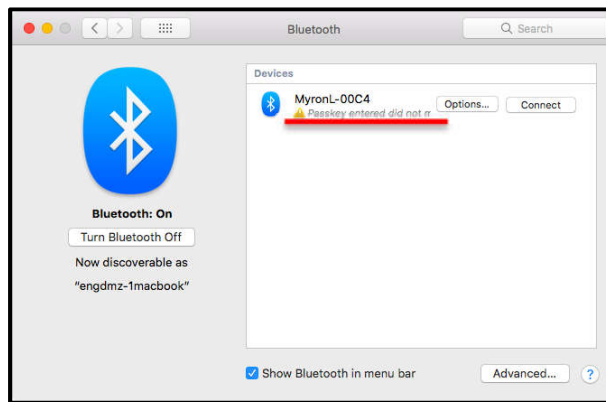 Bluetooth
Search
Devices
MyronL-00C4
Passkey entered did not
Options...
Connect
Bluetooth: On
Turn Bluetooth Off
Now discoverable as
"engdmz-1macbook"
Show Bluetooth in menu bar
Advanced...
?